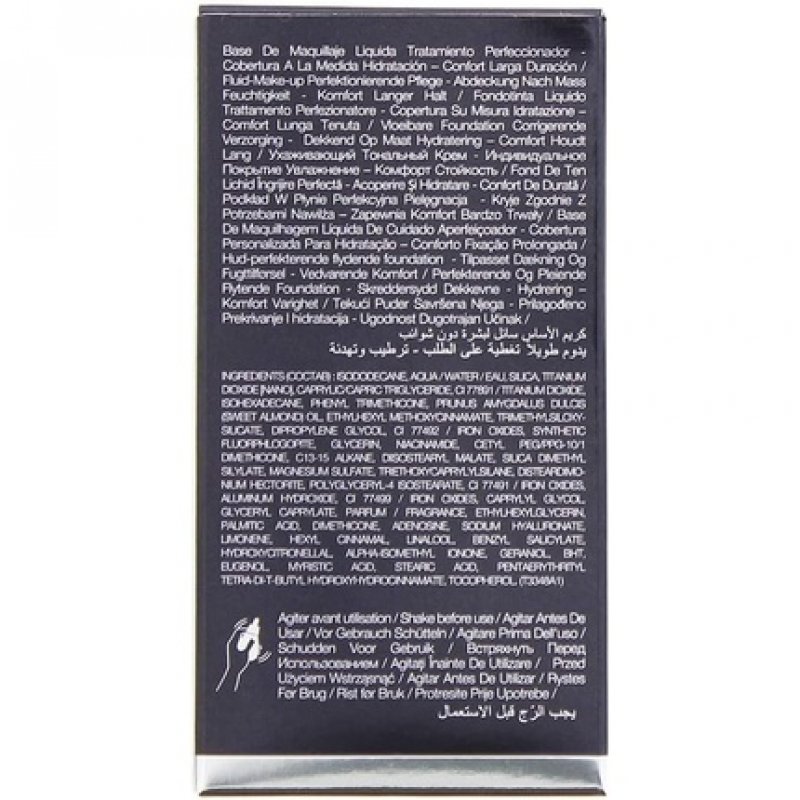 Base De Maquillaje Líquida Tratamiento Perfeccionador -
Cobertura A La Medida Hidratación – Confort Larga Duración /
Fluid-Make-up Perfektionierende Pflege - Abdeckung Nach Mass
Feuchtigkeit - Komfort Langer Halt / Fondotinta Liquido
Trattamento Perfezionatore - Copertura Su Misura Idratazione –
Comfort Lunga Tenuta / Vloeibare Foundation Corrigerende
Verzorging - Dekkend Op Maat Hydratering – Comfort Houdt
Lang / Ухаживающий Тональный Крем - Индивидуальное
Покрытие Увлажнение – Комфорт Стойкость / Fond De Ten
Lichid Îngrijire Perfectă - Acoperire Şi Hidratare - Confort De Durată /
Podkład W Płynie Perfekcyjna Pielęgnacja - Kryje Zgodnie Z
Potrzebami Nawilża – Zapewnia Komfort Bardzo Trwały / Base
De Maquilhagem Líquida De Cuidado Aperfeiçoador - Cobertura
Personalizada Para Hidratação - Conforto Fixação Prolongada /
Hud-perfekterende flydende foundation - Tilpasset Dækning Og
Fugttilførsel - Vedvarende Komfort / Perfekterende Og Pleiende
Flytende Foundation - Skreddersydd Dekkevne - Hydrering –
Komfort Varighet / Tekući Puder Savršena Njega - Prilagođeno
Prekrivanje I hidratacija - Ugodnost Dugotrajan Učinak /
كريم الأساس سائل لبشرة دون شوائب
يدوم طويلاً تغطية على الطلب - ترطيب وتهدئة
INGREDIENTS (COCTAB) : ISODODECANE, AQUA / WATER / EAU, SILICA, TITANIUM
DIOXIDE [NANO], CAPRYLIC/CAPRIC TRIGLYCERIDE, CI 77891 / TITANIUM DIOXIDE,
ISOHEXADECANE, PHENYL TRIMETHICONE, PRUNUS AMYGDALUS DULCIS
(SWEET ALMOND) OIL, ETHYLHEXYL METHOXYCINNAMATE, TRIMETHYLSILOXY-
SILICATE, DIPROPYLENE GLYCOL, CI 77492 / IRON OXIDES, SYNTHETIC
FLUORPHLOGOPITE, GLYCERIN, NIACINAMIDE, CETYL PEG/PPG-10/1
DIMETHICONE, C13-15 ALKANE, DIISOSTEARYL MALATE, SILICA DIMETHYL
SILYLATE, MAGNESIUM SULFATE, TRIETHOXYCAPRYLYLSILANE, DISTEARDIMO-
NIUM HECTORITE, POLYGLYCERYL-4 ISOSTEARATE, CI 77491 / IRON OXIDES,
ALUMINUM HYDROXIDE, CI 77499 / IRON OXIDES, CAPRYLYL GLYCOL,
GLYCERYL CAPRYLATE, PARFUM / FRAGRANCE, ETHYLHEXYLGLYCERIN,
PALMITIC ACID, DIMETHICONE, ADENOSINE, SODIUM HYALURONATE,
LIMONENE, HEXYL CINNAMAL, LINALOOL, BENZYL SALICYLATE,
HYDROXYCITRONELLAL, ALPHA-ISOMETHYL IONONE, GERANIOL, BHT,
EUGENOL, MYRISTIC ACID, STEARIC ACID, PENTAERYTHRITYL
TETRA-DI-T-BUTYL HYDROXYHYDROCINNAMATE, TOCOPHEROL. (T3348A1)
Agiter avant utilisation / Shake before use / Agitar Antes De
Usar / Vor Gebrauch Schütteln / Agitare Prima Dell'uso /
Schudden Voor Gebruik / Встряхнуть Перед
Использованием / Agitați Înainte De Utilizare / Przed
Użyciem Wstrząsnąć / Agitar Antes De Utilizar / Rystes
Før Brug / Rist før Bruk / Protresite Prije Upotrebe /
يجب الرّج قبل الاستعمال